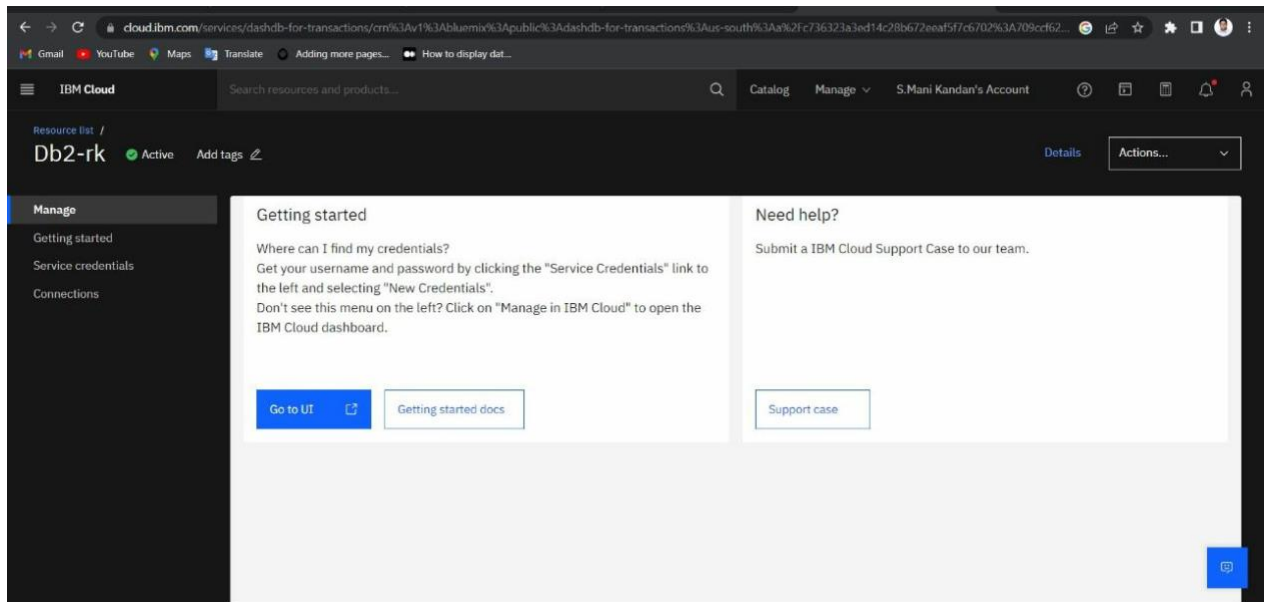 cloud.ibm.com/services/dashdb-for-transactions/crn%3Av1%3Abluemix%3Apublic%3Adashdb-for-transactions%3Aus-south%3Aa%2Fc736323a3ed14c28b672eeaf5f7c6702%3A709ccf62...
Gmail YouTube Maps Translate Adding more pages... How to display dat...
IBM Cloud Search resources and products... Catalog Manage S.Mani Kandan's Account
Resource list /
Db2-rk Active Add tags Details Actions...
Manage
Getting started
Service credentials
Connections
Getting started
Where can I find my credentials?
Get your username and password by clicking the "Service Credentials" link to
the left and selecting "New Credentials".
Don't see this menu on the left? Click on "Manage in IBM Cloud" to open the
IBM Cloud dashboard.
Go to UI Getting started docs
Need help?
Submit a IBM Cloud Support Case to our team.
Support case